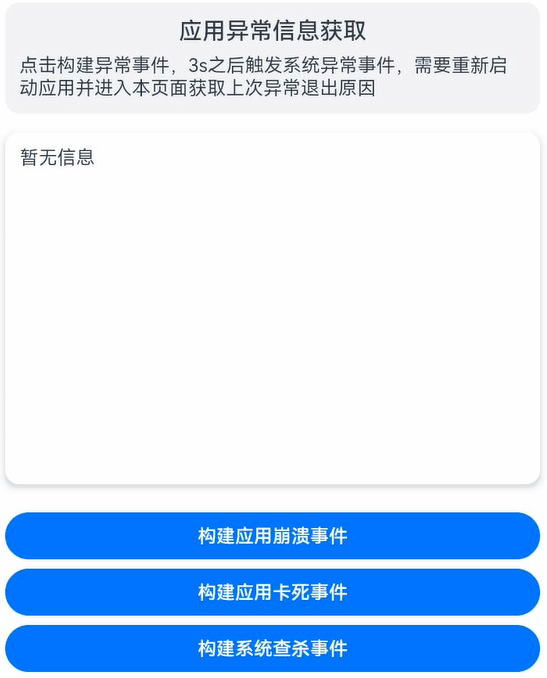 应用异常信息获取
点击构建异常事件，3s之后触发系统异常事件，需要重新启
动应用并进入本页面获取上次异常退出原因
暂无信息
构建应用崩溃事件
构建应用卡死事件
构建系统查杀事件